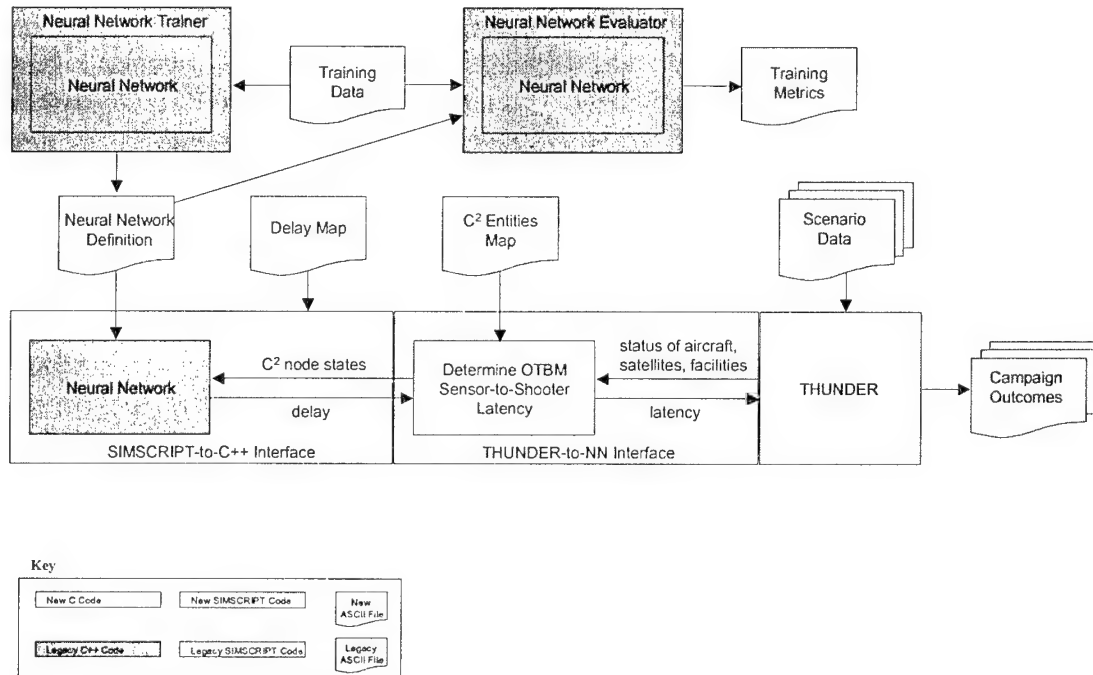 Neural Network Trainer
Neural Network
Training
Data
Neural Network Evaluator
Neural Network
Training
Metrics
Neural Network
Definition
Delay Map
C² Entities
Map
Scenario
Data
Neural Network
C² node states
delay
SIMSCRIPT-to-C++ Interface
Determine OTBM
Sensor-to-Shooter
Latency
status of aircraft,
satellites, facilities
latency
THUNDER-to-NN Interface
THUNDER
Campaign
Outcomes
Key
New C Code
New SIMSCRIPT Code
New
ASCII File
Legacy C++ Code
Legacy SIMSCRIPT Code
Legacy
ASCII File